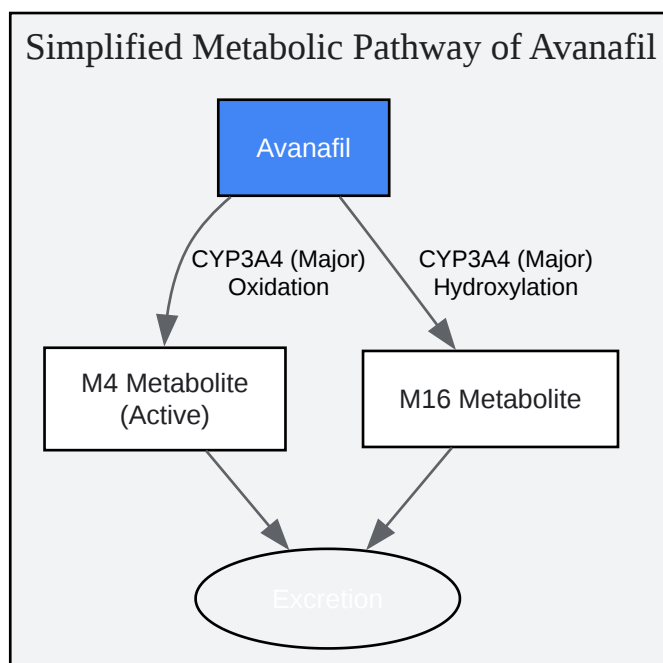 Simplified Metabolic Pathway of Avanafil
Avanafil
CYP3A4 (Major)
Oxidation
CYP3A4 (Major)
Hydroxylation
M4 Metabolite
(Active)
M16 Metabolite
Excretion